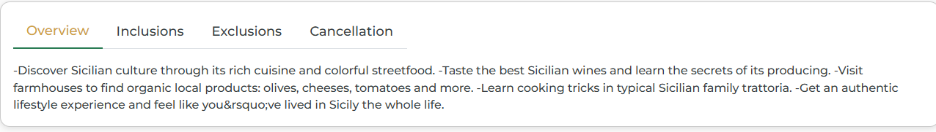 Overview Inclusions Exclusions Cancellation
-Discover Sicilian culture through its rich cuisine and colorful streetfood. -Taste the best Sicilian wines and learn the secrets of its producing. -Visit
farmhouses to find organic local products: olives, cheeses, tomatoes and more. -Learn cooking tricks in typical Sicilian family trattoria. -Get an authentic
lifestyle experience and feel like you&rsquo;ve lived in Sicily the whole life.